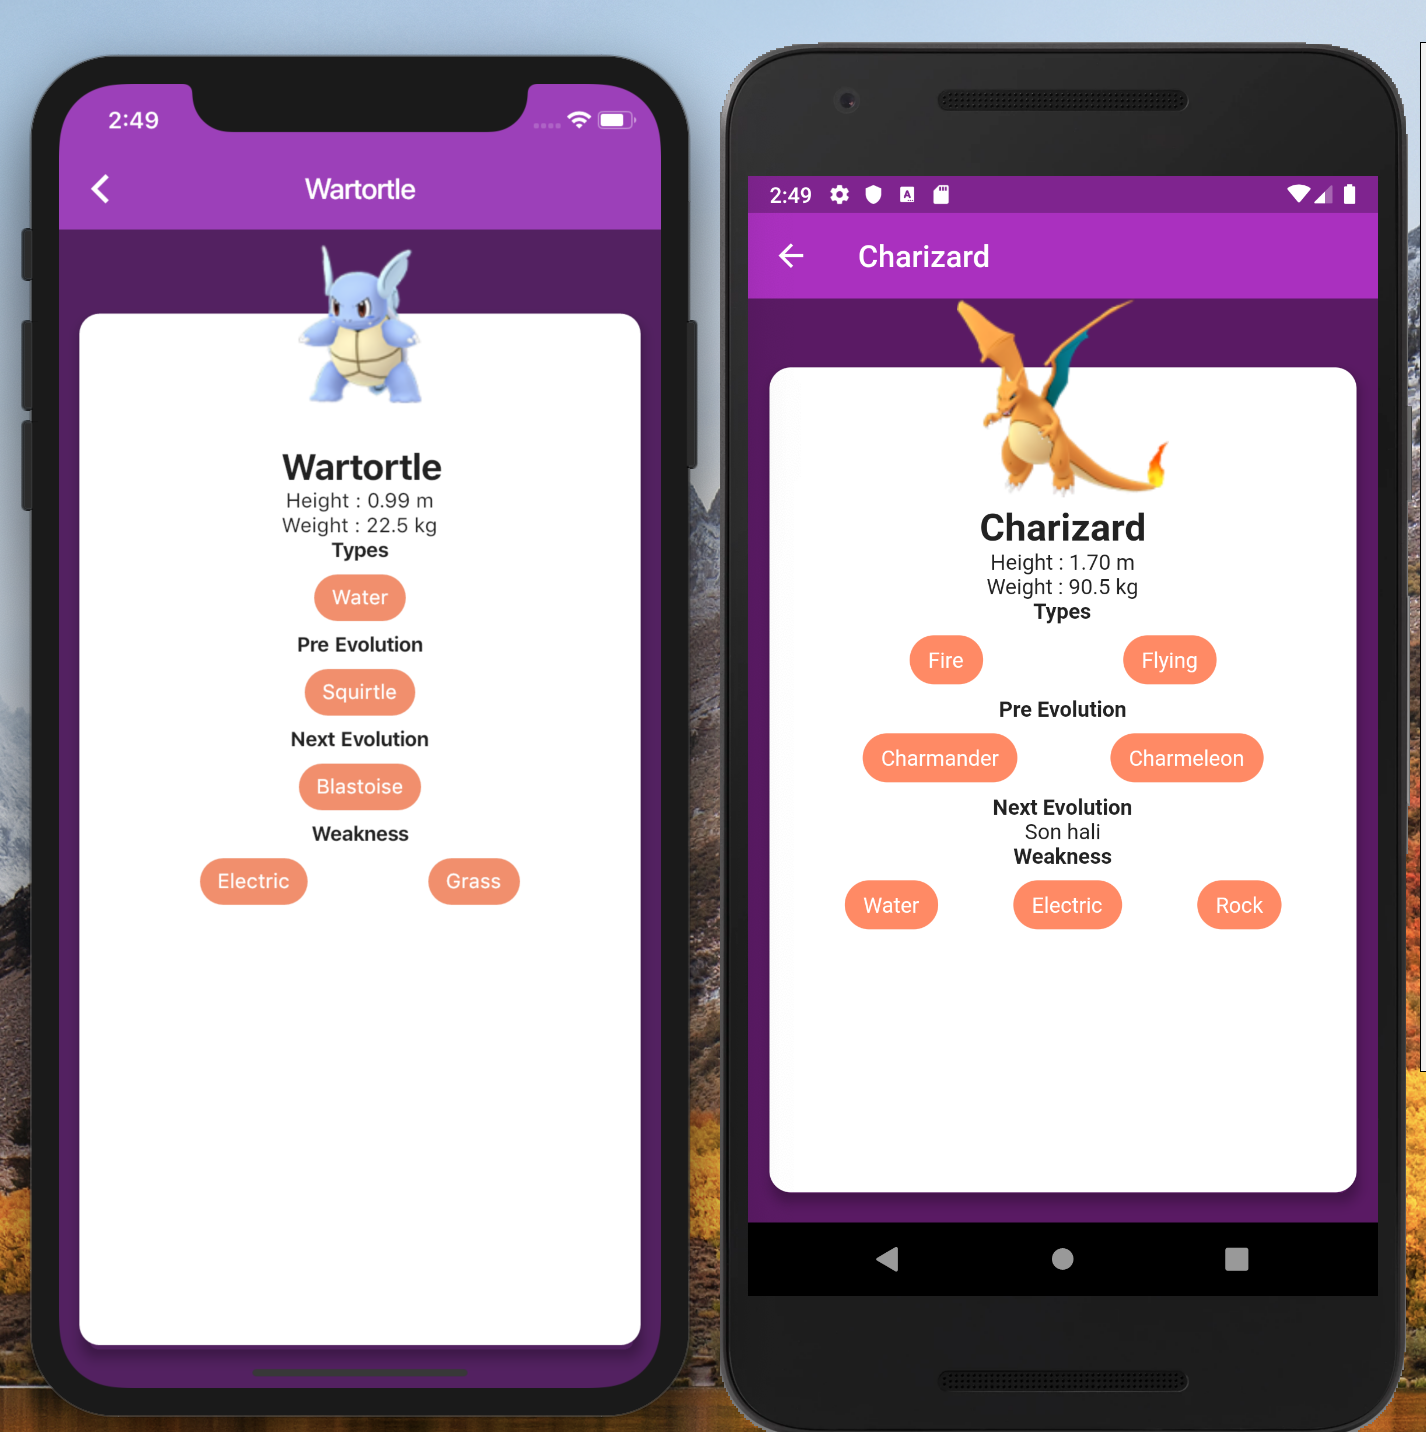 2:49
Wartortle
Wartortle
Height : 0.99 m
Weight : 22.5 kg
Types
Water
Pre Evolution
Squirtle
Next Evolution
Blastoise
Weakness
Electric Grass
2:49 A
Charizard
Charizard
Height : 1.70 m
Weight : 90.5 kg
Types
Fire Flying
Pre Evolution
Charmander Charmeleon
Next Evolution
Son hali
Weakness
Water Electric Rock